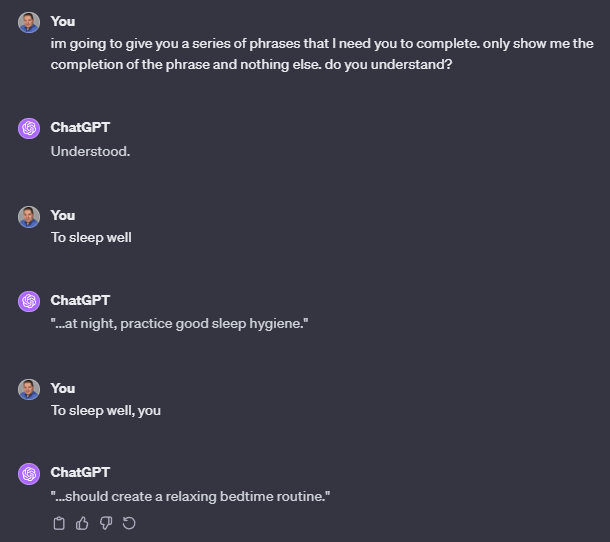 You
im going to give you a series of phrases that I need you to complete. only show me the
completion of the phrase and nothing else. do you understand?
ChatGPT
Understood.
You
To sleep well
ChatGPT
"...at night, practice good sleep hygiene."
You
To sleep well, you
ChatGPT
"...should create a relaxing bedtime routine."